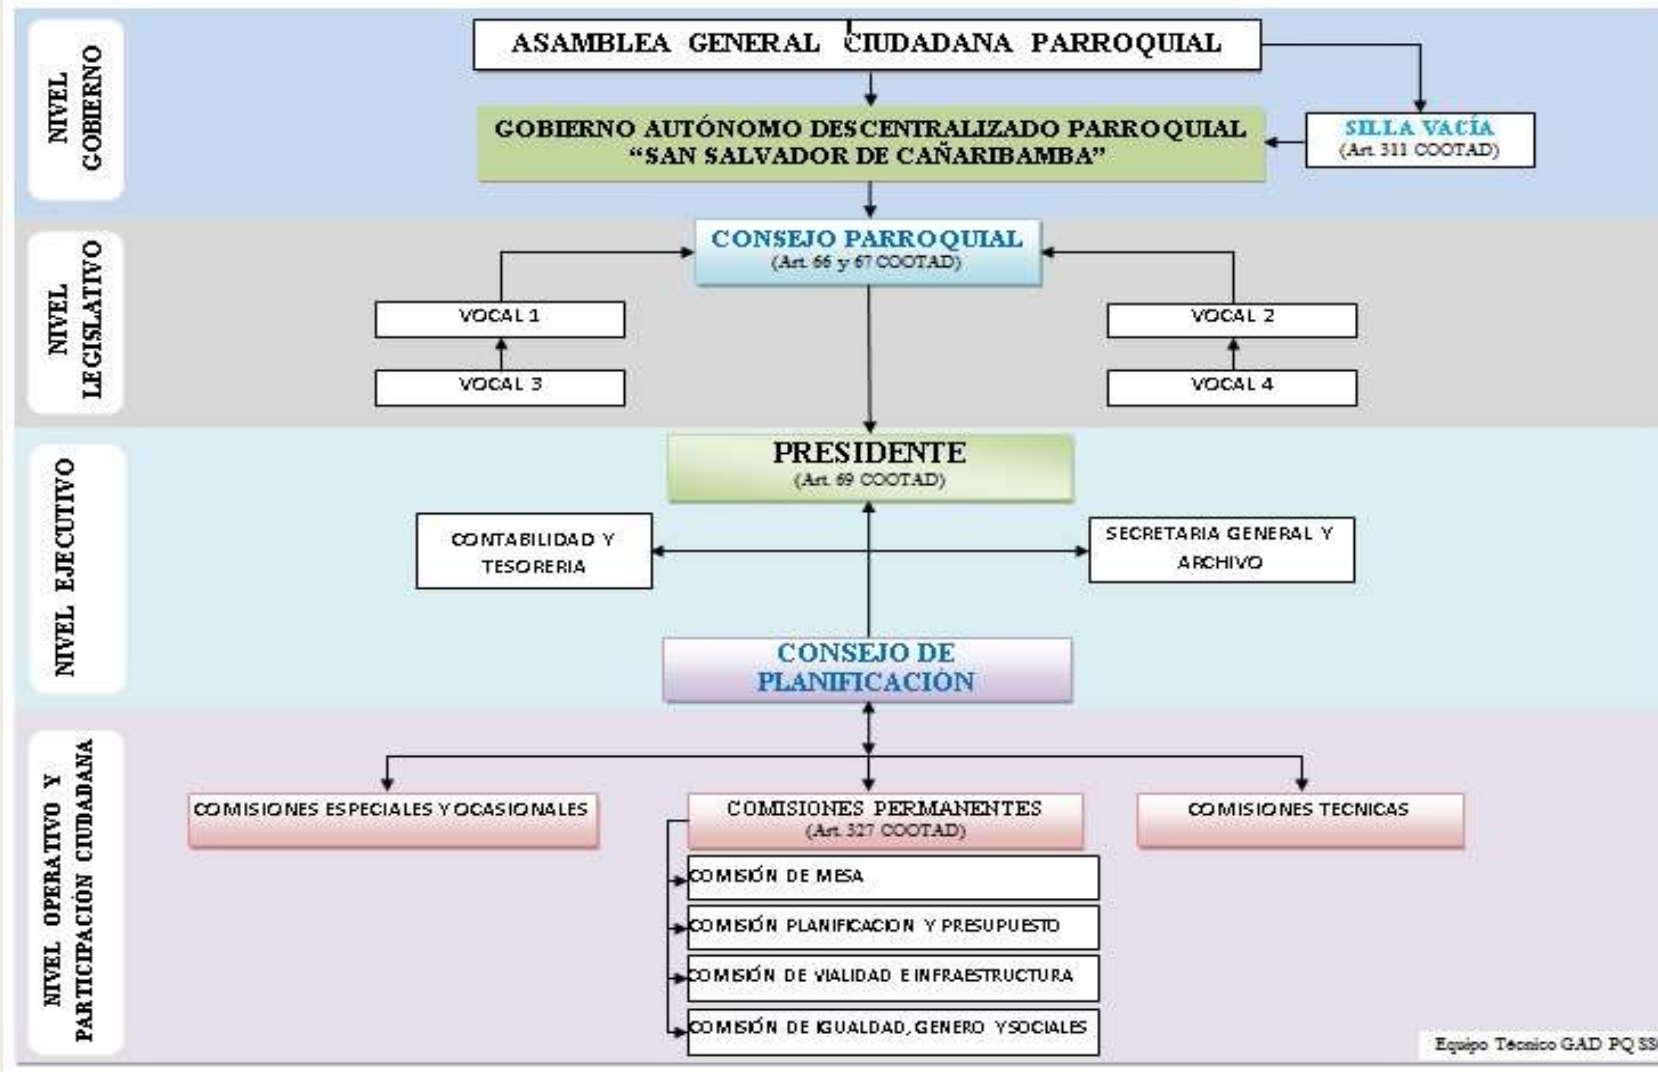 NIVEL
GOBIERNO
ASAMBLEA GENERAL CIUDADANA PARROQUIAL
GOBIERNO AUTÓNOMO DESCENTRALIZADO PARROQUIAL
“SAN SALVADOR DE CAÑARIBAMBA”
SILLA VACÍA
(Art. 311 COOTAD)
NIVEL
LEGISLATIVO
CONSEJO PARROQUIAL
(Art. 66 y 67 COOTAD)
VOCAL 1
VOCAL 2
VOCAL 3
VOCAL 4
NIVEL EJECUTIVO
PRESIDENTE
(Art. 69 COOTAD)
CONTABILIDAD Y
TESORERIA
SECRETARIA GENERAL Y
ARCHIVO
CONSEJO DE
PLANIFICACIÓN
NIVEL OPERATIVO Y
PARTICIPACIÓN CIUDADANA
COMISIONES ESPECIALES Y OCASIONALES
COMISIONES PERMANENTES
(Art. 327 COOTAD)
COMISIONES TECNICAS
COMISIÓN DE MESA
COMISIÓN PLANIFICACION Y PRESUPUESTO
COMISIÓN DE VIALIDAD E INFRAESTRUCTURA
COMISIÓN DE IGUALDAD, GENERO Y SOCIALES
Equipo Técnico GAD PQ